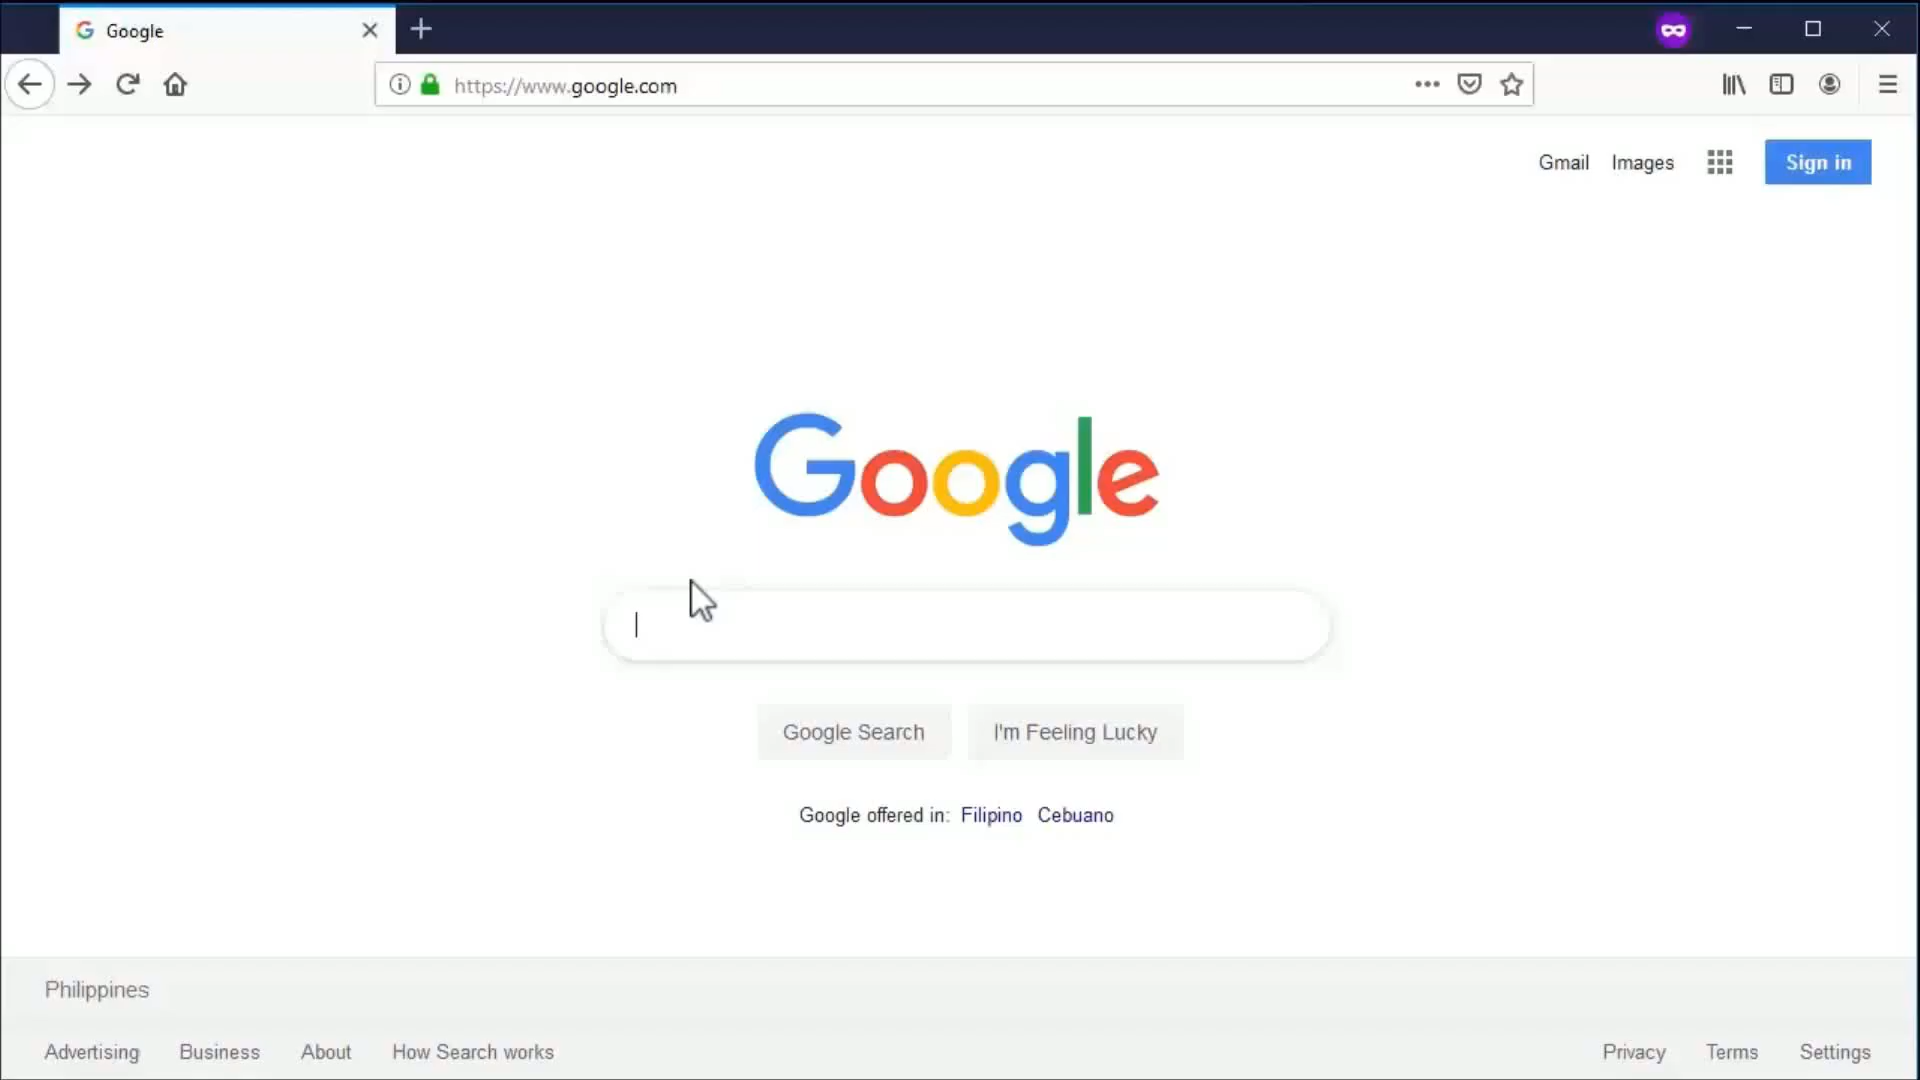 Google
https://www.google.com
Gmail Images Sign in
Google
Google Search I'm Feeling Lucky
Google offered in: Filipino Cebuano
Philippines
Advertising Business About How Search works Privacy Terms Settings